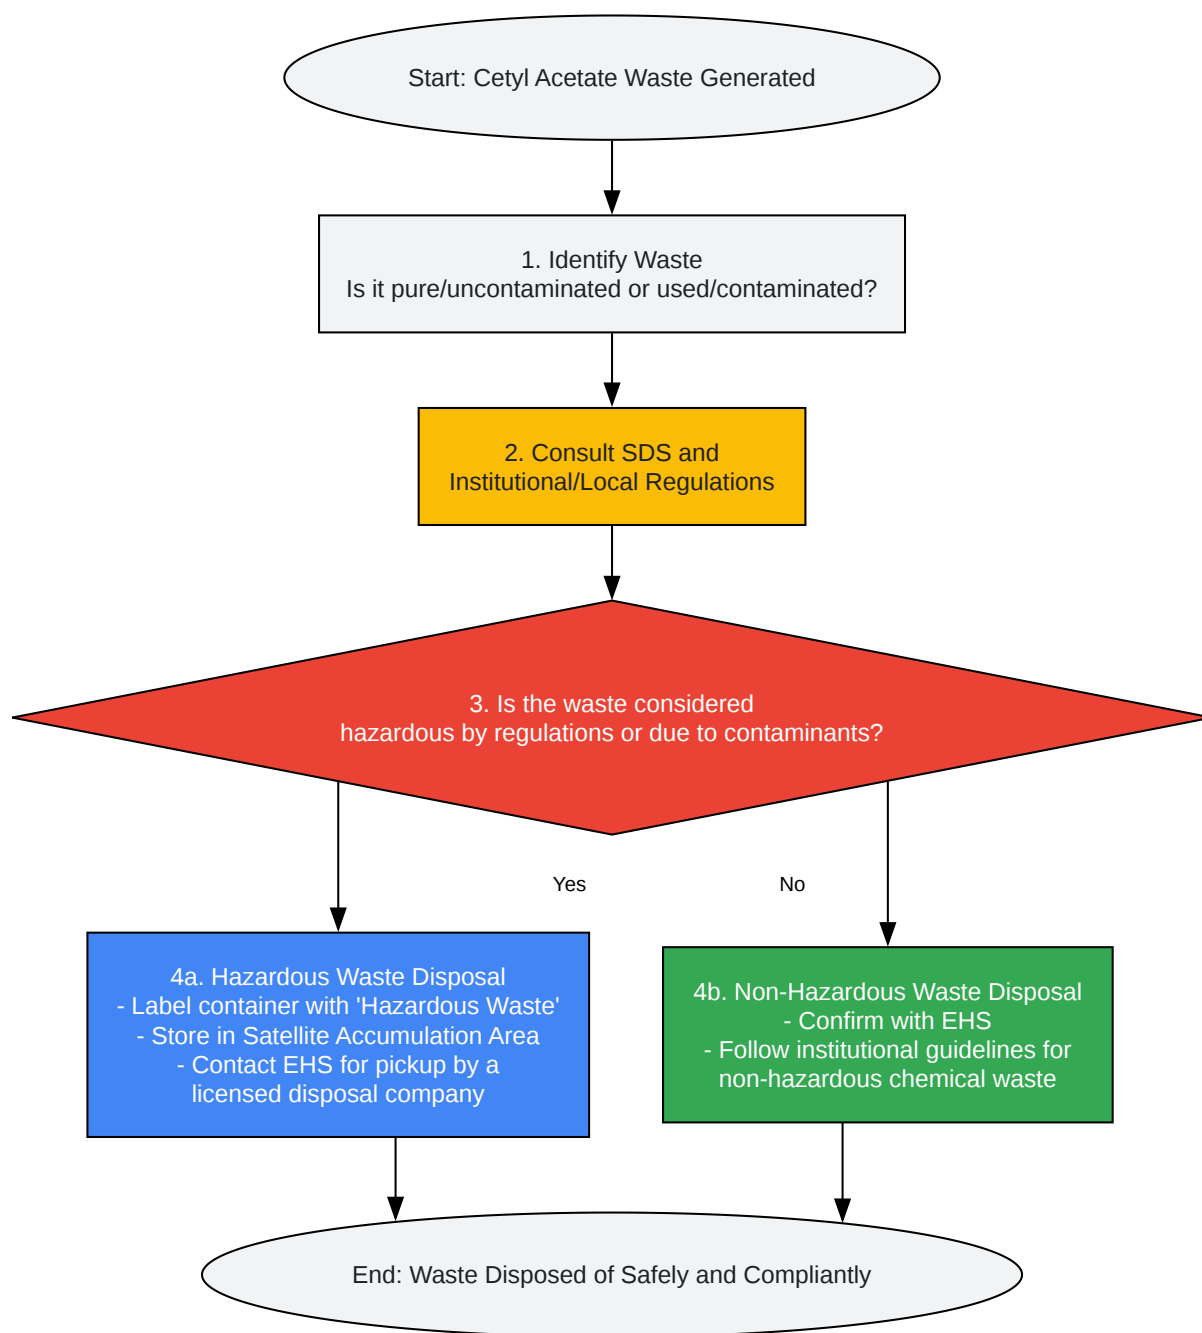 Start: Cetyl Acetate Waste Generated
1. Identify Waste
Is it pure/uncontaminated or used/contaminated?
2. Consult SDS and
Institutional/Local Regulations
3. Is the waste considered
hazardous by regulations or due to contaminants?
Yes
No
4a. Hazardous Waste Disposal
- Label container with 'Hazardous Waste'
- Store in Satellite Accumulation Area
- Contact EHS for pickup by a
licensed disposal company
4b. Non-Hazardous Waste Disposal
- Confirm with EHS
- Follow institutional guidelines for
non-hazardous chemical waste
End: Waste Disposed of Safely and Compliantly